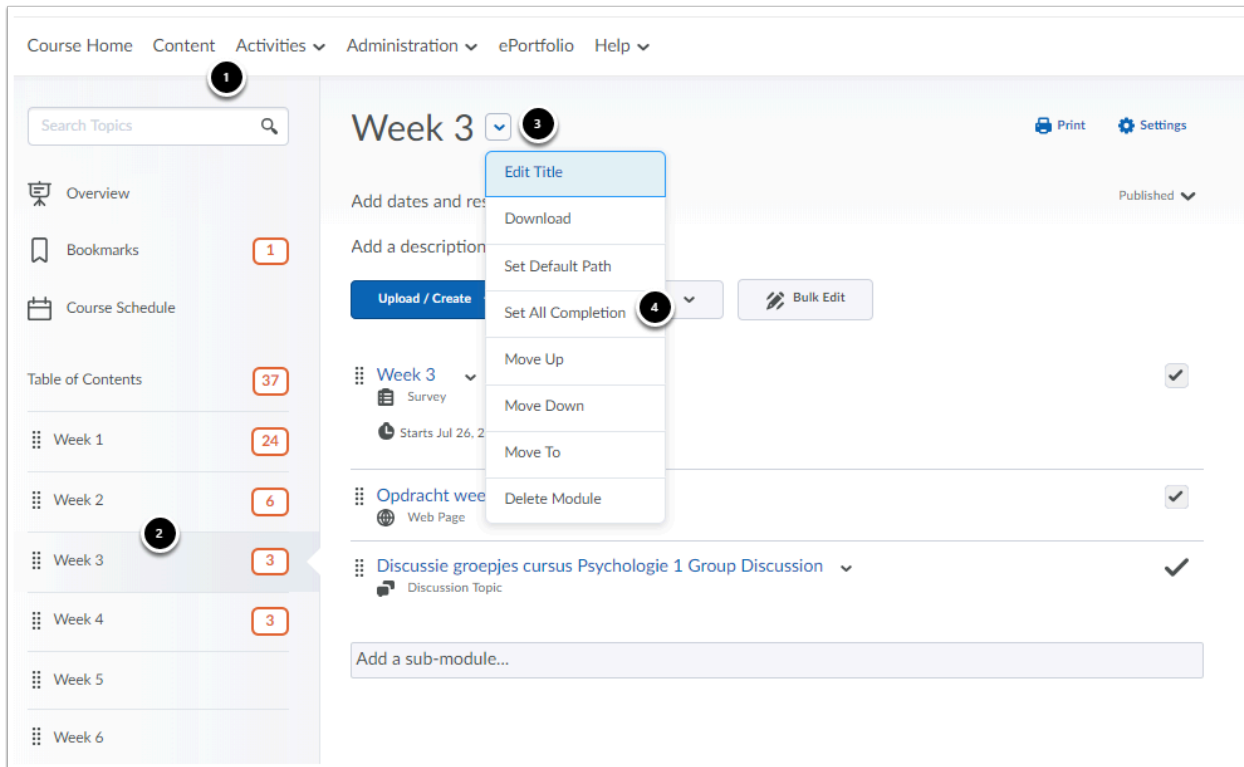 Course Home Content Activities Administration ePortfolio Help
1
Search Topics
Overview
Bookmarks 1
Course Schedule
Table of Contents 37
Week 1 24
Week 2 6
2
Week 3 3
Week 4 3
Week 5
Week 6
Week 3 3
Print Settings
Published
Add dates and res
Add a description
Upload / Create
Bulk Edit
Edit Title
Download
Set Default Path
Set All Completion 4
Move Up
Move Down
Move To
Delete Module
Week 3
Survey
Starts Jul 26, 2
Opdracht wee
Web Page
Discussie groepjes cursus Psychologie 1 Group Discussion
Discussion Topic
Add a sub-module...